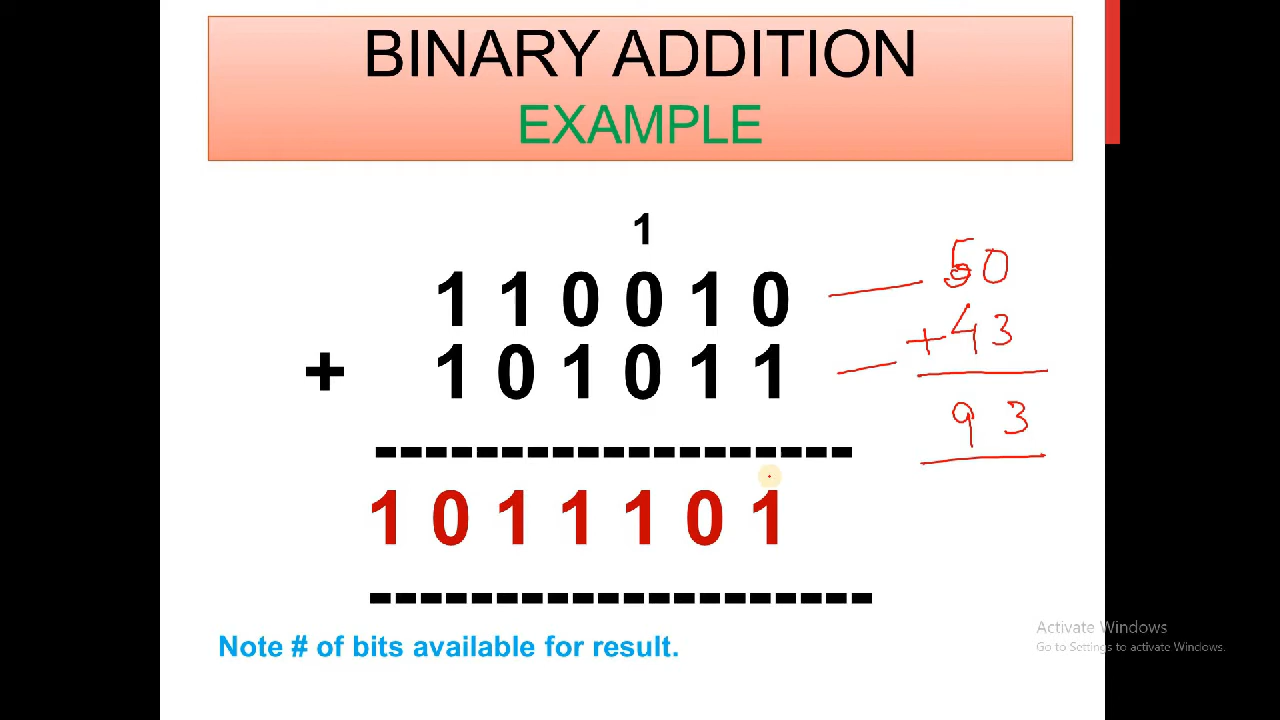 BINARY ADDITION
EXAMPLE
1
1 1 0 0 1 0
50
+ 1 0 1 0 1 1
+43
93
1 0 1 1 1 0 1
Note # of bits available for result.
Activate Windows
Go to Settings to activate Windows.